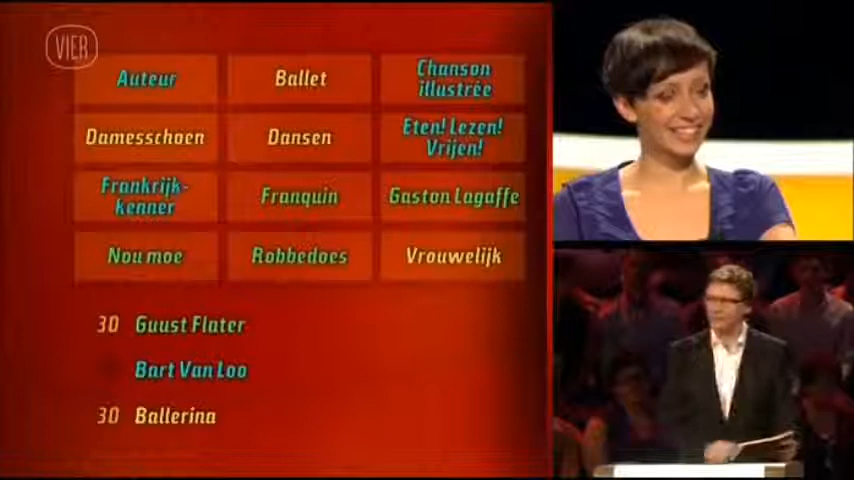 VIER
Auteur
Ballet
Chanson
illustrée
Damesschoen
Dansen
Eten! Lezen!
Vrijen!
Frankrijk-
kenner
Franquin
Gaston Lagaffe
Nou moe
Robbedoes
Vrouwelijk
30 Guust Flater
Bart Van Loo
30 Ballerina